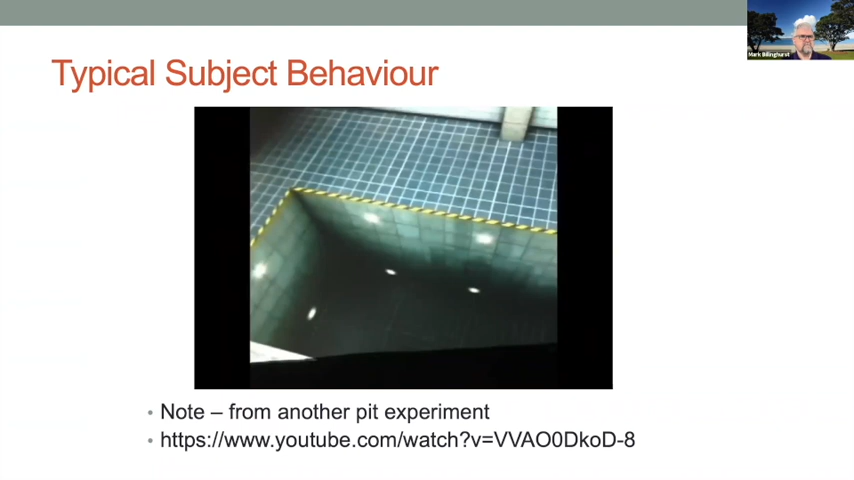 Mark Billinghurst
Typical Subject Behaviour
• Note – from another pit experiment
• https://www.youtube.com/watch?v=VVAO0DkoD-8